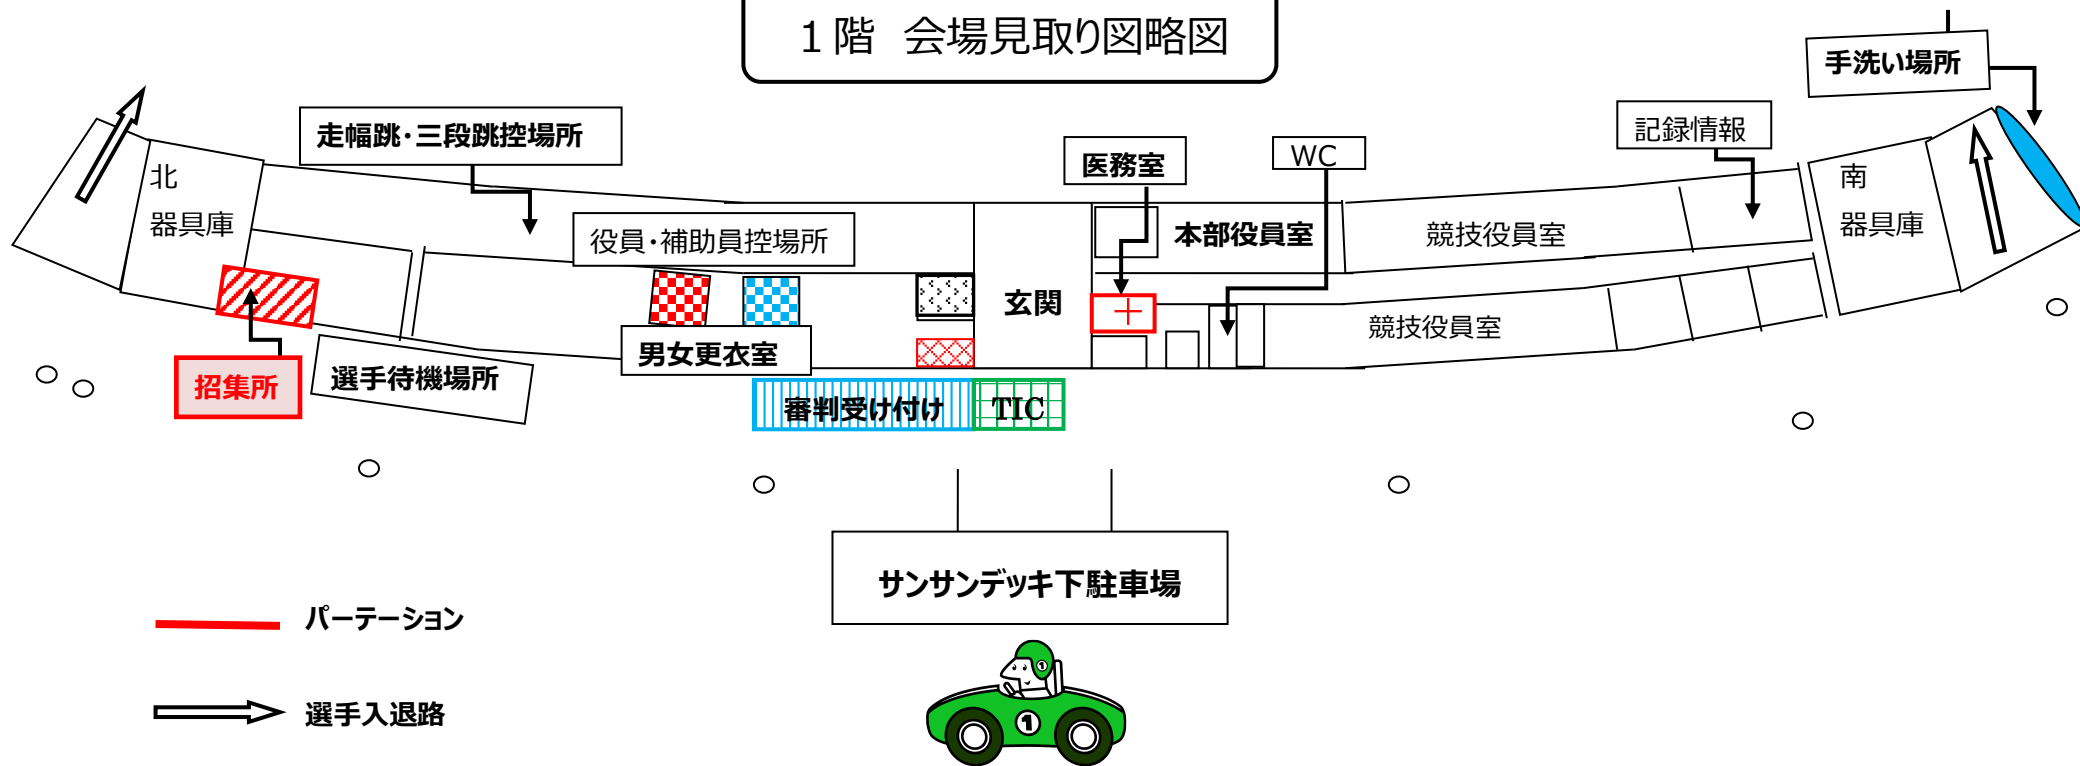 1階 会場見取り図略図
手洗い場所
走幅跳・三段跳控場所
記録情報
医務室
WC
北
器具庫
役員・補助員控場所
本部役員室
競技役員室
南
器具庫
玄関
競技役員室
男女更衣室
招集所
選手待機場所
審判受け付け
TIC
サンサンデッキ下駐車場
パーテーション
選手入退路
1
1